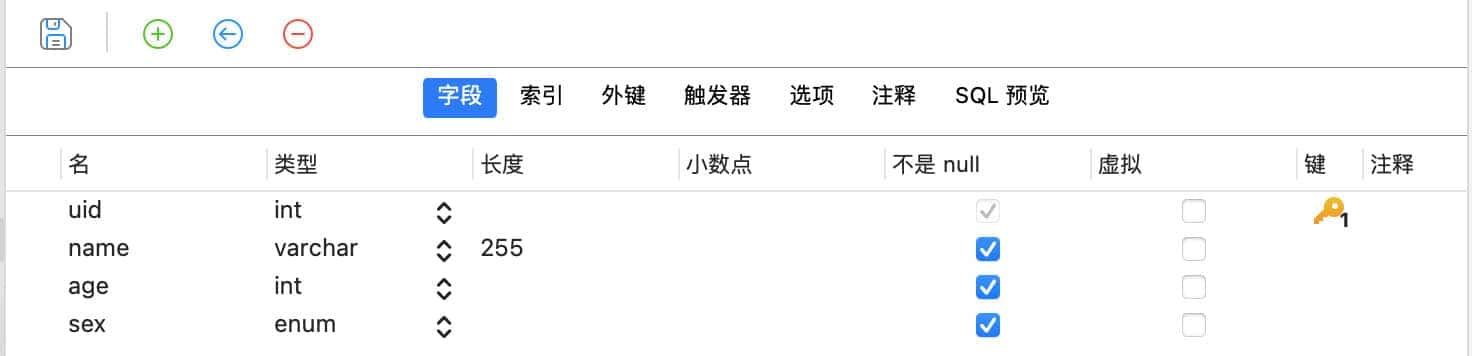 字段 索引 外键 触发器 选项 注释 SQL 预览
名 类型 长度 小数点 不是 null 虚拟 键 注释
uid int 1
name varchar 255
age int
sex enum